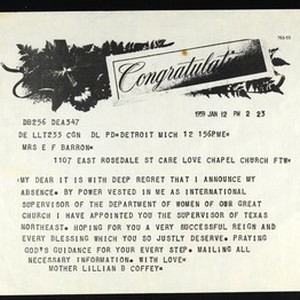 Congratulat
1959 JAN 12 PM 2 23
DB256 DEA347
DE LLT233 CGN DL PD=DETROIT MICH 12 156PME=
MRS E F BARRON=
1107 EAST ROSEDALE ST CARE LOVE CHAPEL CHURCH FTW=
MY DEAR IT IS WITH DEEP REGRET THAT I ANNOUNCE MY
ABSENCE. BY POWER VESTED IN ME AS INTERNATIONAL
SUPERVISOR OF THE DEPARTMENT OF WOMEN OF OUR GREAT
CHURCH I HAVE APPOINTED YOU THE SUPERVISOR OF TEXAS
NORTHEAST. HOPING FOR YOU A VERY SUCCESSFUL REIGN AND
EVERY BLESSING WHICH YOU SO JUSTLY DESERVE. PRAYING
GOD'S GUIDANCE FOR YOUR EVERY STEP. MAILING ALL
NECESSARY INFORMATION. WITH LOVE=
MOTHER LILLIAN B COFFEY=